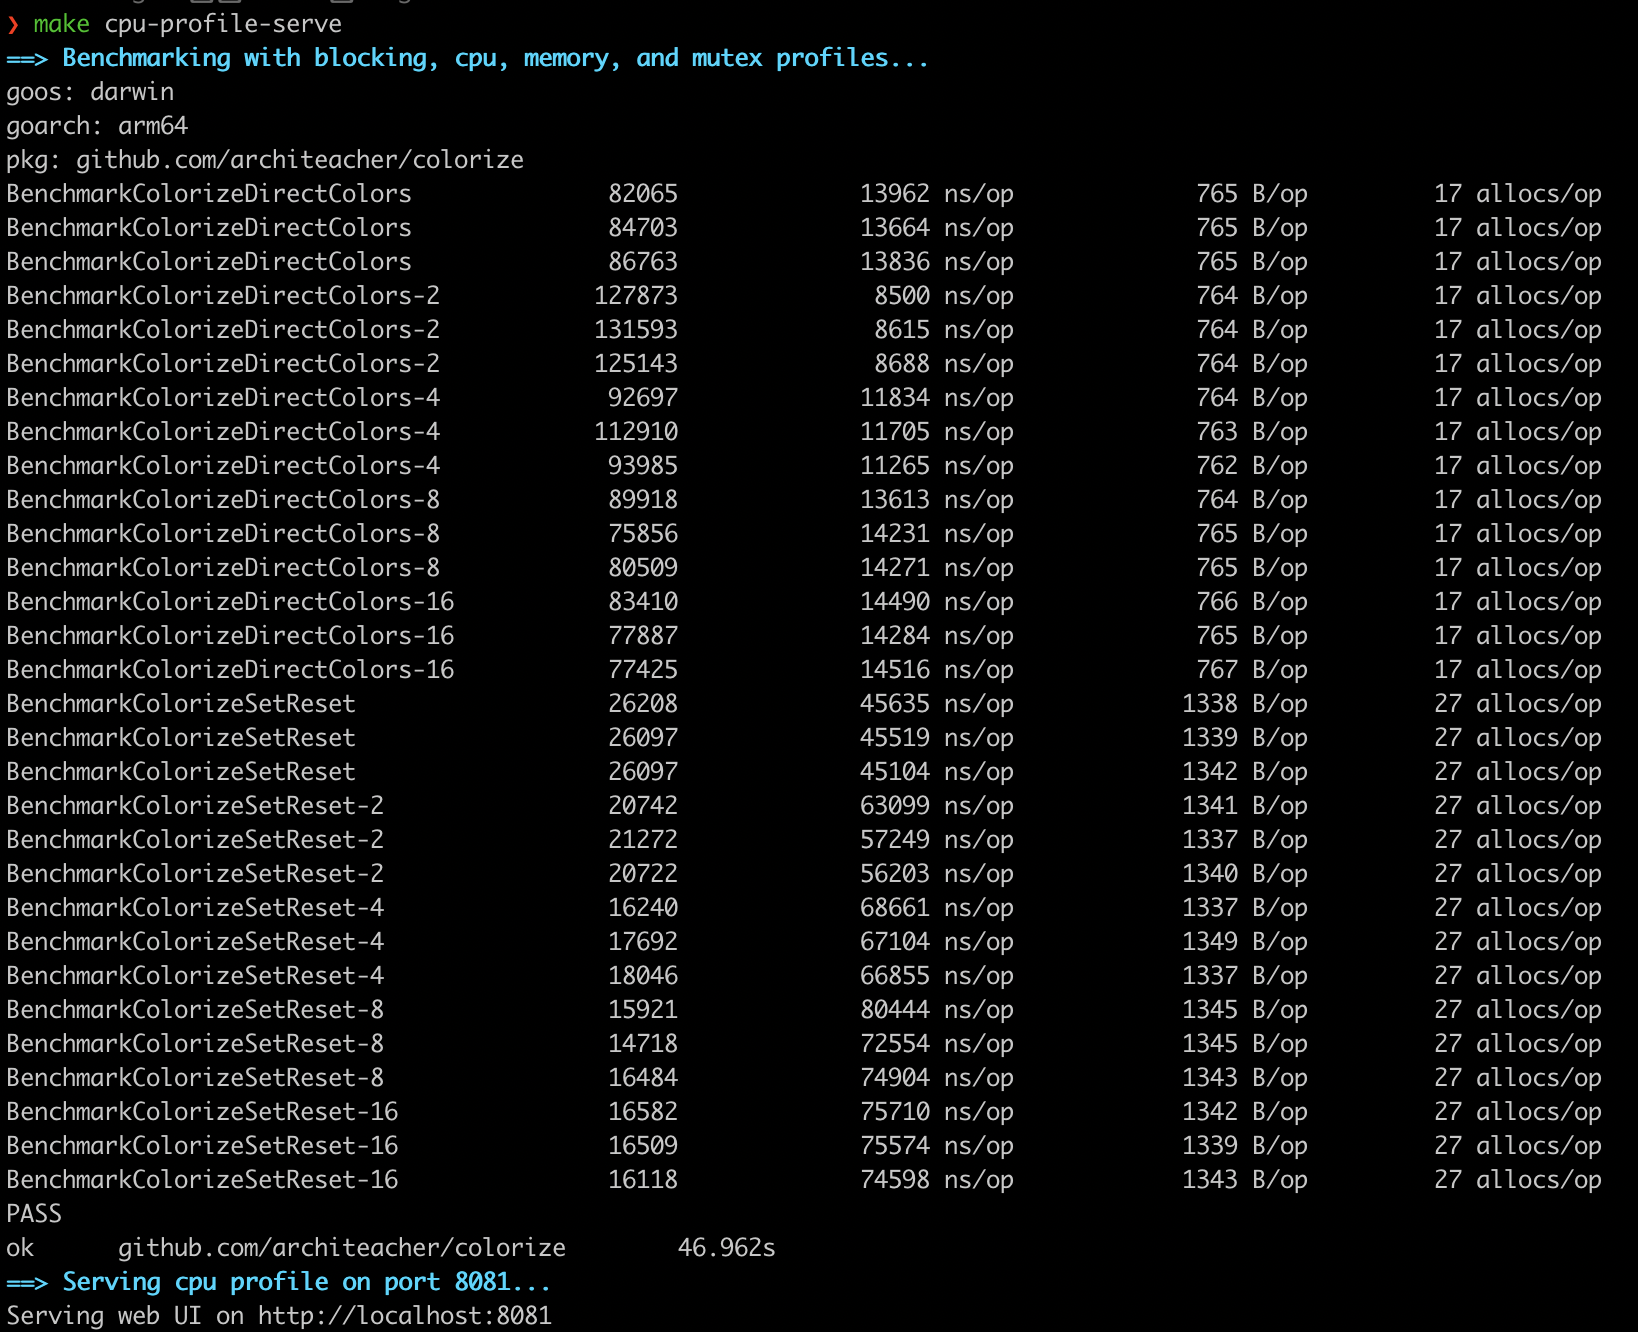 ❯ make cpu-profile-serve
==> Benchmarking with blocking, cpu, memory, and mutex profiles...
goos: darwin
goarch: arm64
pkg: github.com/architeacher/colorize
BenchmarkColorizeDirectColors 82065 13962 ns/op 765 B/op 17 allocs/op
BenchmarkColorizeDirectColors 84703 13664 ns/op 765 B/op 17 allocs/op
BenchmarkColorizeDirectColors 86763 13836 ns/op 765 B/op 17 allocs/op
BenchmarkColorizeDirectColors-2 127873 8500 ns/op 764 B/op 17 allocs/op
BenchmarkColorizeDirectColors-2 131593 8615 ns/op 764 B/op 17 allocs/op
BenchmarkColorizeDirectColors-2 125143 8688 ns/op 764 B/op 17 allocs/op
BenchmarkColorizeDirectColors-4 92697 11834 ns/op 764 B/op 17 allocs/op
BenchmarkColorizeDirectColors-4 112910 11705 ns/op 763 B/op 17 allocs/op
BenchmarkColorizeDirectColors-4 93985 11265 ns/op 762 B/op 17 allocs/op
BenchmarkColorizeDirectColors-8 89918 13613 ns/op 764 B/op 17 allocs/op
BenchmarkColorizeDirectColors-8 75856 14231 ns/op 765 B/op 17 allocs/op
BenchmarkColorizeDirectColors-8 80509 14271 ns/op 765 B/op 17 allocs/op
BenchmarkColorizeDirectColors-16 83410 14490 ns/op 766 B/op 17 allocs/op
BenchmarkColorizeDirectColors-16 77887 14284 ns/op 765 B/op 17 allocs/op
BenchmarkColorizeDirectColors-16 77425 14516 ns/op 767 B/op 17 allocs/op
BenchmarkColorizeSetReset 26208 45635 ns/op 1338 B/op 27 allocs/op
BenchmarkColorizeSetReset 26097 45519 ns/op 1339 B/op 27 allocs/op
BenchmarkColorizeSetReset 26097 45104 ns/op 1342 B/op 27 allocs/op
BenchmarkColorizeSetReset-2 20742 63099 ns/op 1341 B/op 27 allocs/op
BenchmarkColorizeSetReset-2 21272 57249 ns/op 1337 B/op 27 allocs/op
BenchmarkColorizeSetReset-2 20722 56203 ns/op 1340 B/op 27 allocs/op
BenchmarkColorizeSetReset-4 16240 68661 ns/op 1337 B/op 27 allocs/op
BenchmarkColorizeSetReset-4 17692 67104 ns/op 1349 B/op 27 allocs/op
BenchmarkColorizeSetReset-4 18046 66855 ns/op 1337 B/op 27 allocs/op
BenchmarkColorizeSetReset-8 15921 80444 ns/op 1345 B/op 27 allocs/op
BenchmarkColorizeSetReset-8 14718 72554 ns/op 1345 B/op 27 allocs/op
BenchmarkColorizeSetReset-8 16484 74904 ns/op 1343 B/op 27 allocs/op
BenchmarkColorizeSetReset-16 16582 75710 ns/op 1342 B/op 27 allocs/op
BenchmarkColorizeSetReset-16 16509 75574 ns/op 1339 B/op 27 allocs/op
BenchmarkColorizeSetReset-16 16118 74598 ns/op 1343 B/op 27 allocs/op
PASS
ok github.com/architeacher/colorize 46.962s
==> Serving cpu profile on port 8081...
Serving web UI on http://localhost:8081